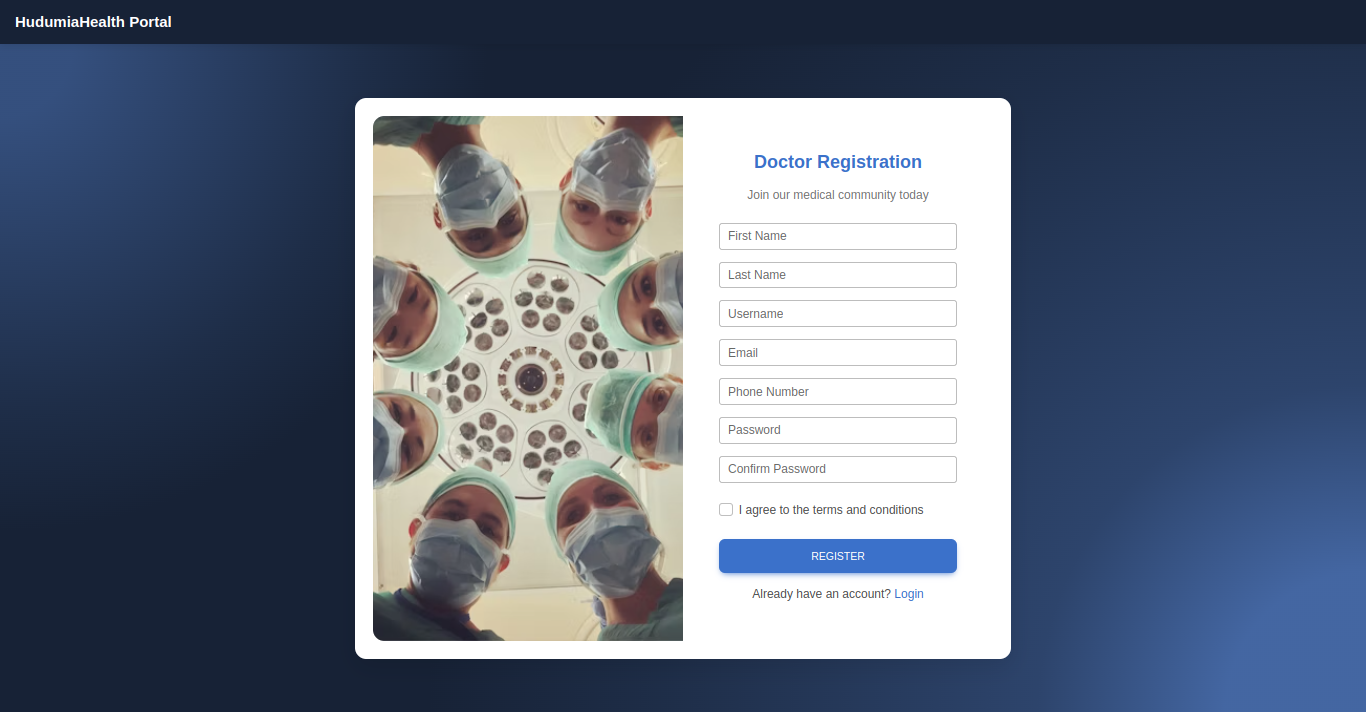 HudumiaHealth Portal
Doctor Registration
Join our medical community today
First Name
Last Name
Username
Email
Phone Number
Password
Confirm Password
I agree to the terms and conditions
REGISTER
Already have an account? Login